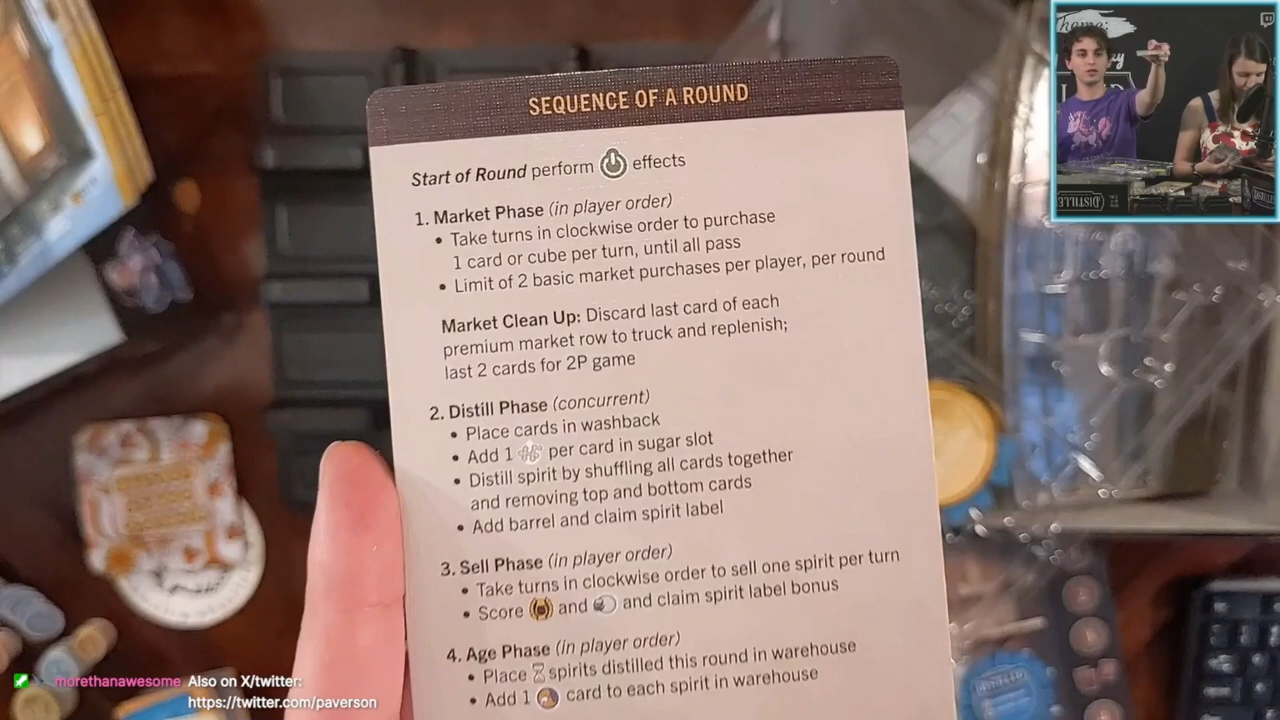 SEQUENCE OF A ROUND
Start of Round perform effects
1. Market Phase (in player order)
• Take turns in clockwise order to purchase
1 card or cube per turn, until all pass
• Limit of 2 basic market purchases per player, per round
Market Clean Up: Discard last card of each
premium market row to truck and replenish;
last 2 cards for 2P game
2. Distill Phase (concurrent)
• Place cards in washback
• Add 1 per card in sugar slot
• Distill spirit by shuffling all cards together
and removing top and bottom cards
• Add barrel and claim spirit label
3. Sell Phase (in player order)
• Take turns in clockwise order to sell one spirit per turn
• Score and and claim spirit label bonus
4. Age Phase (in player order)
• Place spirits distilled this round in warehouse
• Add 1 card to each spirit in warehouse
morethanawesome Also on X/twitter:
https://twitter.com/paverson